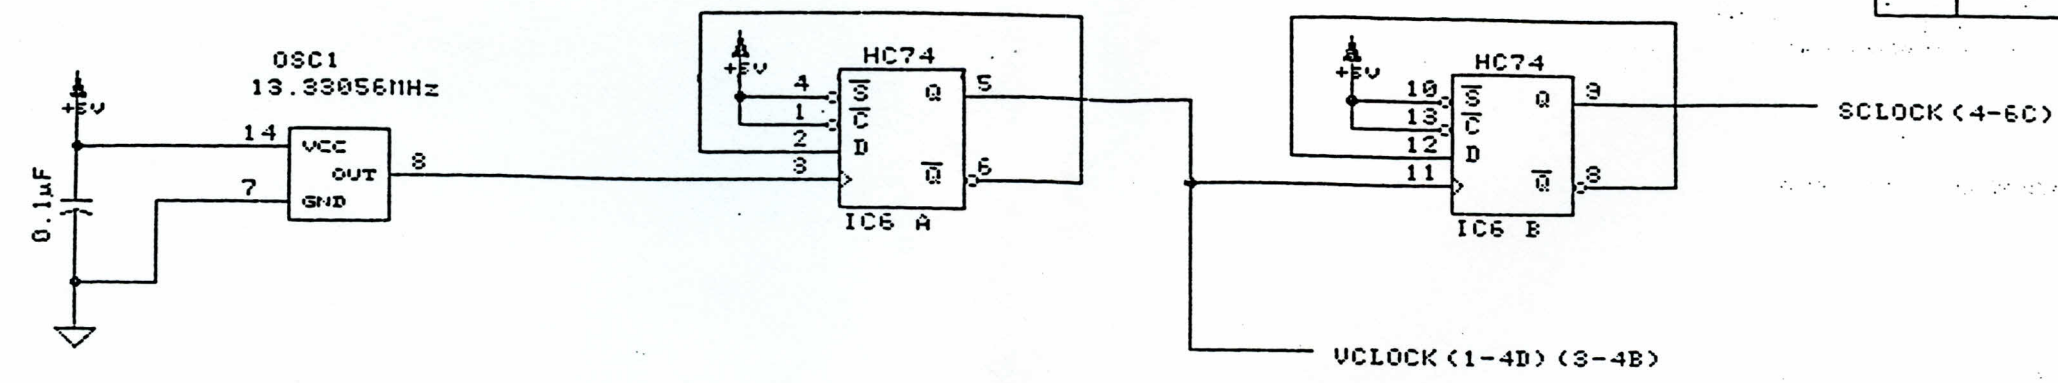 OSC1
13.33056MHz
+5V
14
VCC
OUT
8
7
GND
0.1µF
HC74
+5V
4
S
Q
5
1
C
2
D
3
Q
6
IC6 A
HC74
+5V
10
S
Q
9
SCLOCK(4-6C)
13
C
12
D
11
Q
8
IC6 B
VCLOCK(1-4D)(3-4B)